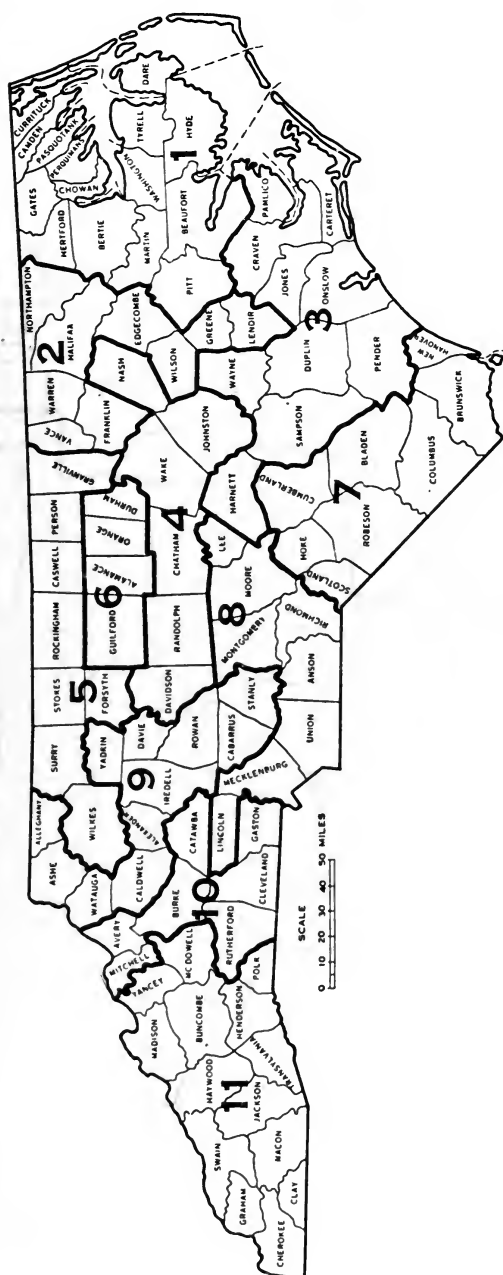 CHEROKEE
GRAHAM
CLAY
SWAIN
MACON
JACKSON
11
HAYWOOD
TRANSYLVANIA
MADISON
BUNCOMBE
HENDERSON
YANCEY
MITCHELL
MC DOWELL
POLK
RUTHERFORD
AVERY
BURKE
10
CLEVELAND
ASHE
WATAUGA
CALDWELL
CATAWBA
LINCOLN
GASTON
ALLEGHANY
WILKES
ALEXANDER
IREDELL
9
MECKLENBURG
SURRY
YADKIN
DAVIE
ROWAN
CABARRUS
UNION
STOKES
5
FORSYTH
DAVIDSON
STANLY
ANSON
ROCKINGHAM
GUILFORD
6
RANDOLPH
MONTGOMERY
8
RICHMOND
CASWELL
ALAMANCE
CHATHAM
MOORE
SCOTLAND
PERSON
ORANGE
DURHAM
4
LEE
HOKE
ROBESON
GRANVILLE
WAKE
HARNETT
CUMBERLAND
7
BLADEN
COLUMBUS
VANCE
WARREN
FRANKLIN
JOHNSTON
SAMPSON
BRUNSWICK
2
NORTHAMPTON
HALIFAX
NASH
WILSON
WAYNE
DUPLIN
PENDER
NEW
HANOVER
EDGECOMBE
GREENE
LENOIR
3
JONES
ONSLOW
HERTFORD
BERTIE
MARTIN
PITT
CRAVEN
CARTERET
GATES
CHOWAN
WASHINGTON
BEAUFORT
PAMLICO
PERQUIMANS
PASQUOTANK
CAMDEN
CURRITUCK
TYRELL
HYDE
1
DARE
SCALE
0 10 20 30 40 50 MILES